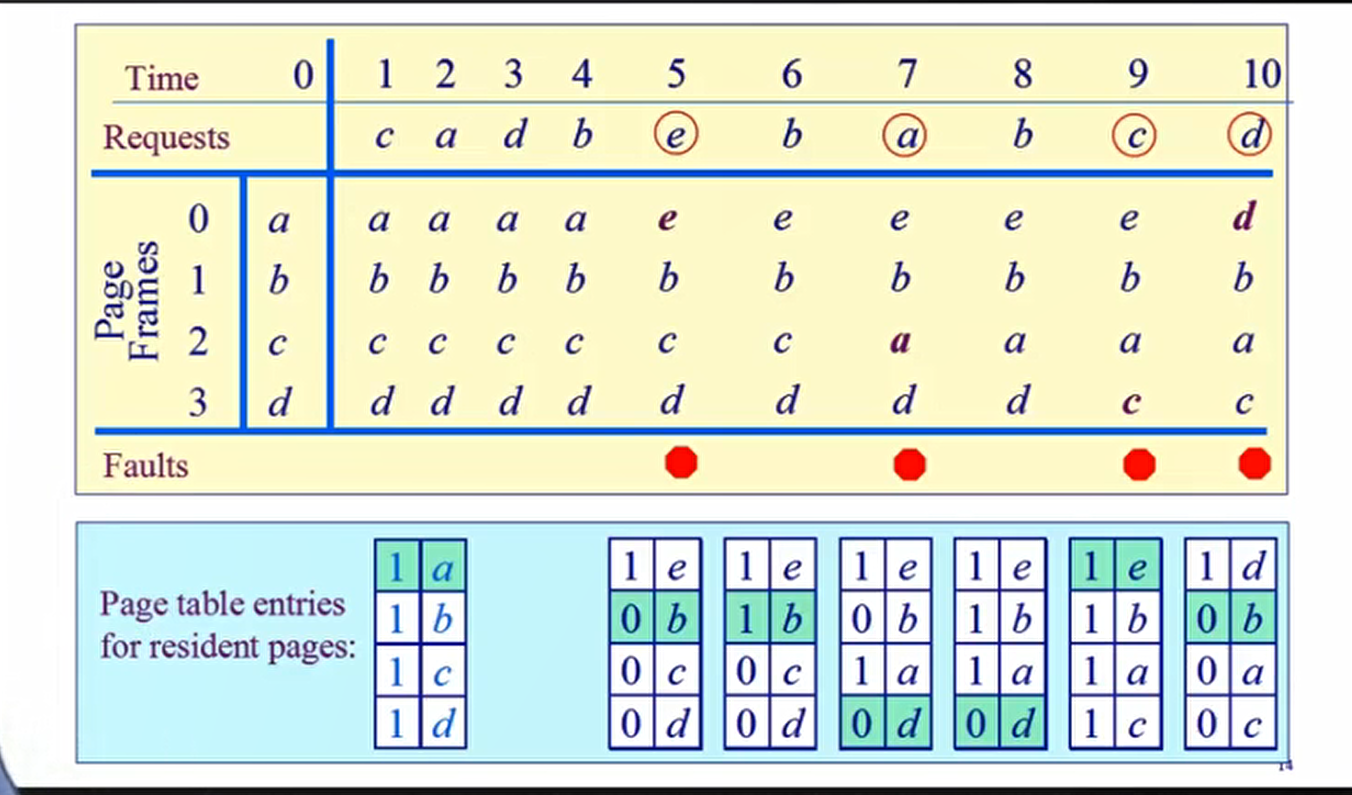 Time 0 1 2 3 4 5 6 7 8 9 10
Requests c a d b e b a b c d
Page Frames
0 a a a a a e e e e e d
1 b b b b b b b b b b b
2 c c c c c c c a a a a
3 d d d d d d d d d c c
Faults
Page table entries
for resident pages:
1 a 1 e 1 e 1 e 1 e 1 e 1 d
1 b 0 b 1 b 0 b 1 b 1 b 0 b
1 c 0 c 0 c 1 a 1 a 1 a 0 a
1 d 0 d 0 d 0 d 0 d 1 c 0 c
14